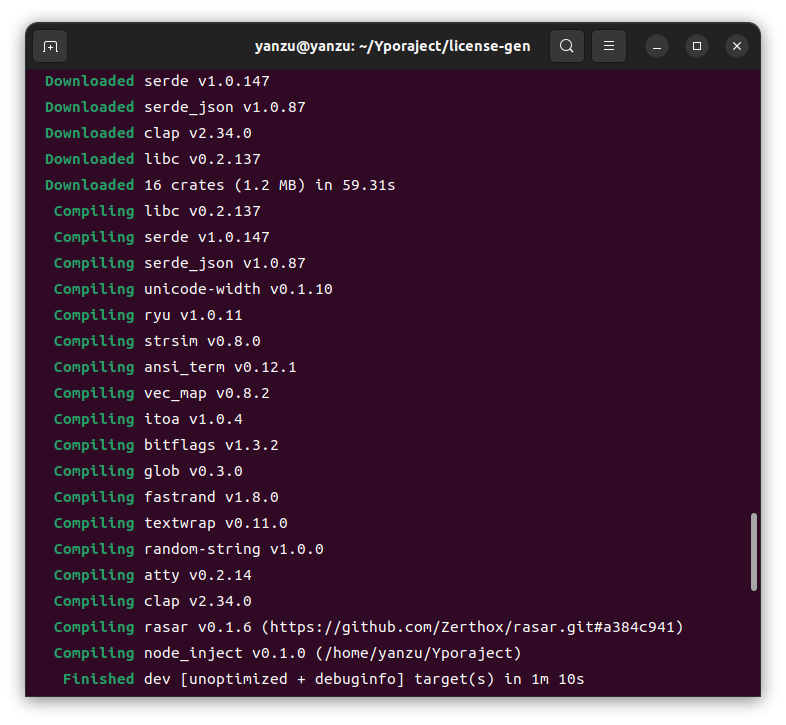 yanzu@yanzu: ~/Yporaject/license-gen
Downloaded serde v1.0.147
Downloaded serde_json v1.0.87
Downloaded clap v2.34.0
Downloaded libc v0.2.137
Downloaded 16 crates (1.2 MB) in 59.31s
Compiling libc v0.2.137
Compiling serde v1.0.147
Compiling serde_json v1.0.87
Compiling unicode-width v0.1.10
Compiling ryu v1.0.11
Compiling strsim v0.8.0
Compiling ansi_term v0.12.1
Compiling vec_map v0.8.2
Compiling itoa v1.0.4
Compiling bitflags v1.3.2
Compiling glob v0.3.0
Compiling fastrand v1.8.0
Compiling textwrap v0.11.0
Compiling random-string v1.0.0
Compiling atty v0.2.14
Compiling clap v2.34.0
Compiling rasar v0.1.6 (https://github.com/Zerthox/rasar.git#a384c941)
Compiling node_inject v0.1.0 (/home/yanzu/Yporaject)
Finished dev [unoptimized + debuginfo] target(s) in 1m 10s